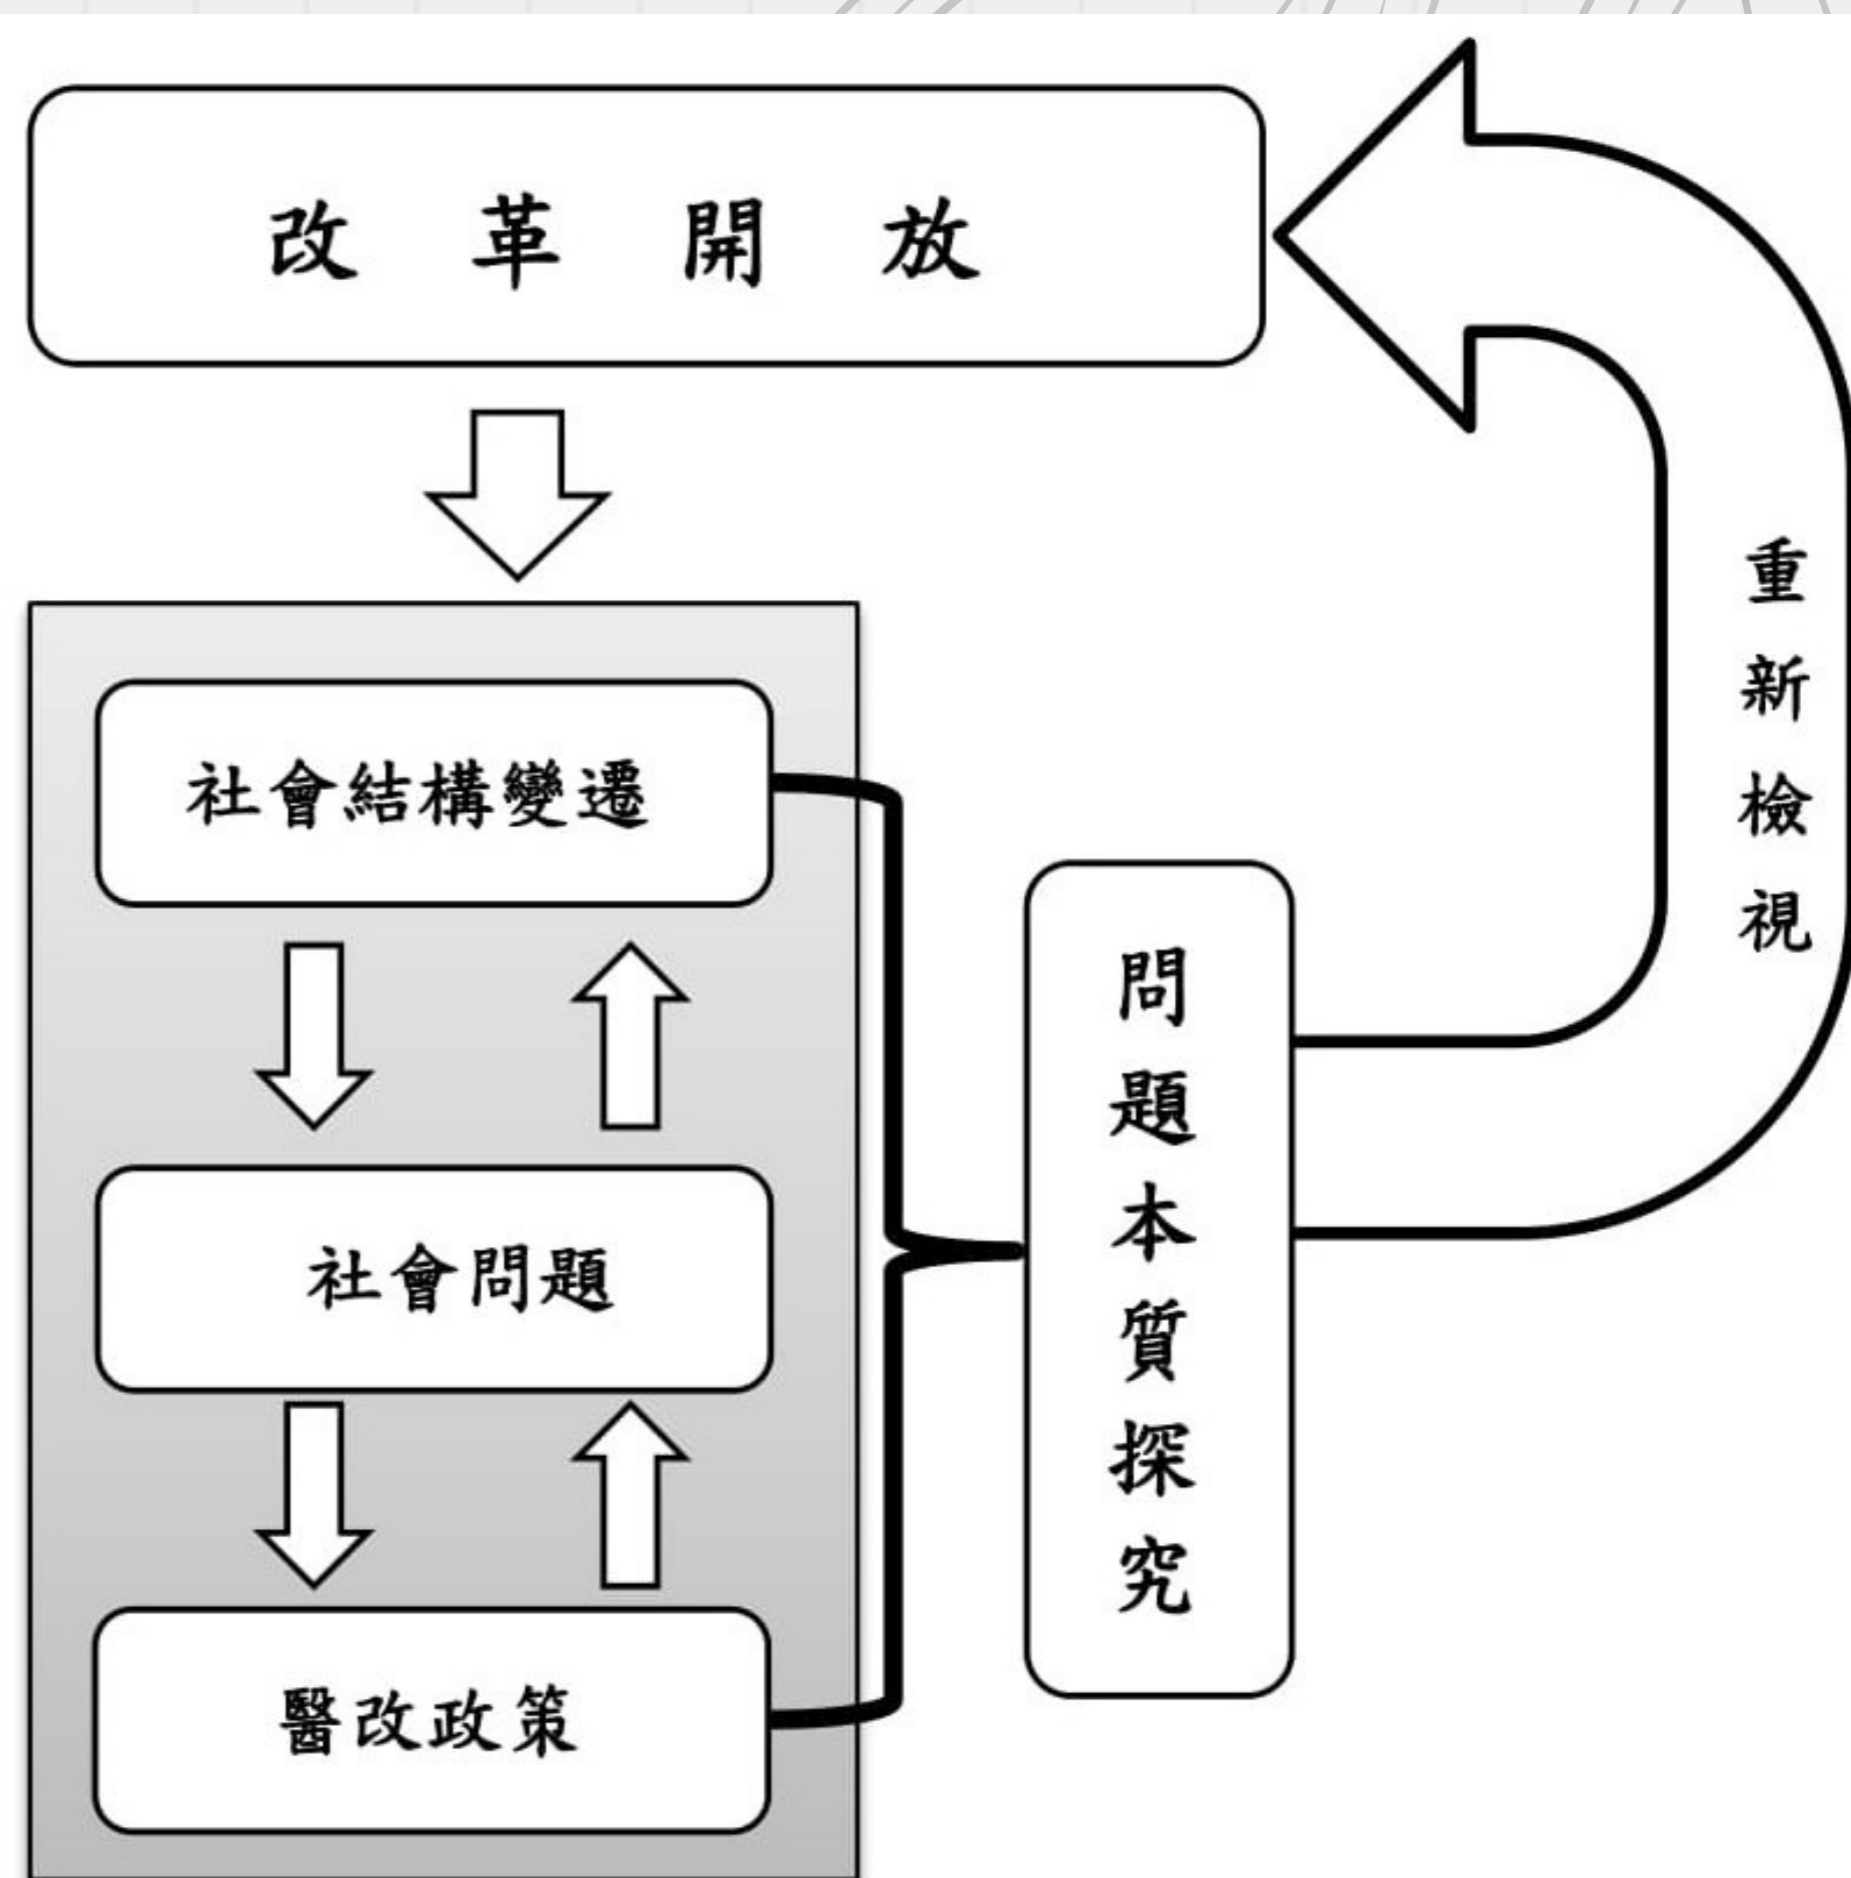 改革開放
社會結構變遷
社會問題
醫改政策
問題本質探究
重新檢視